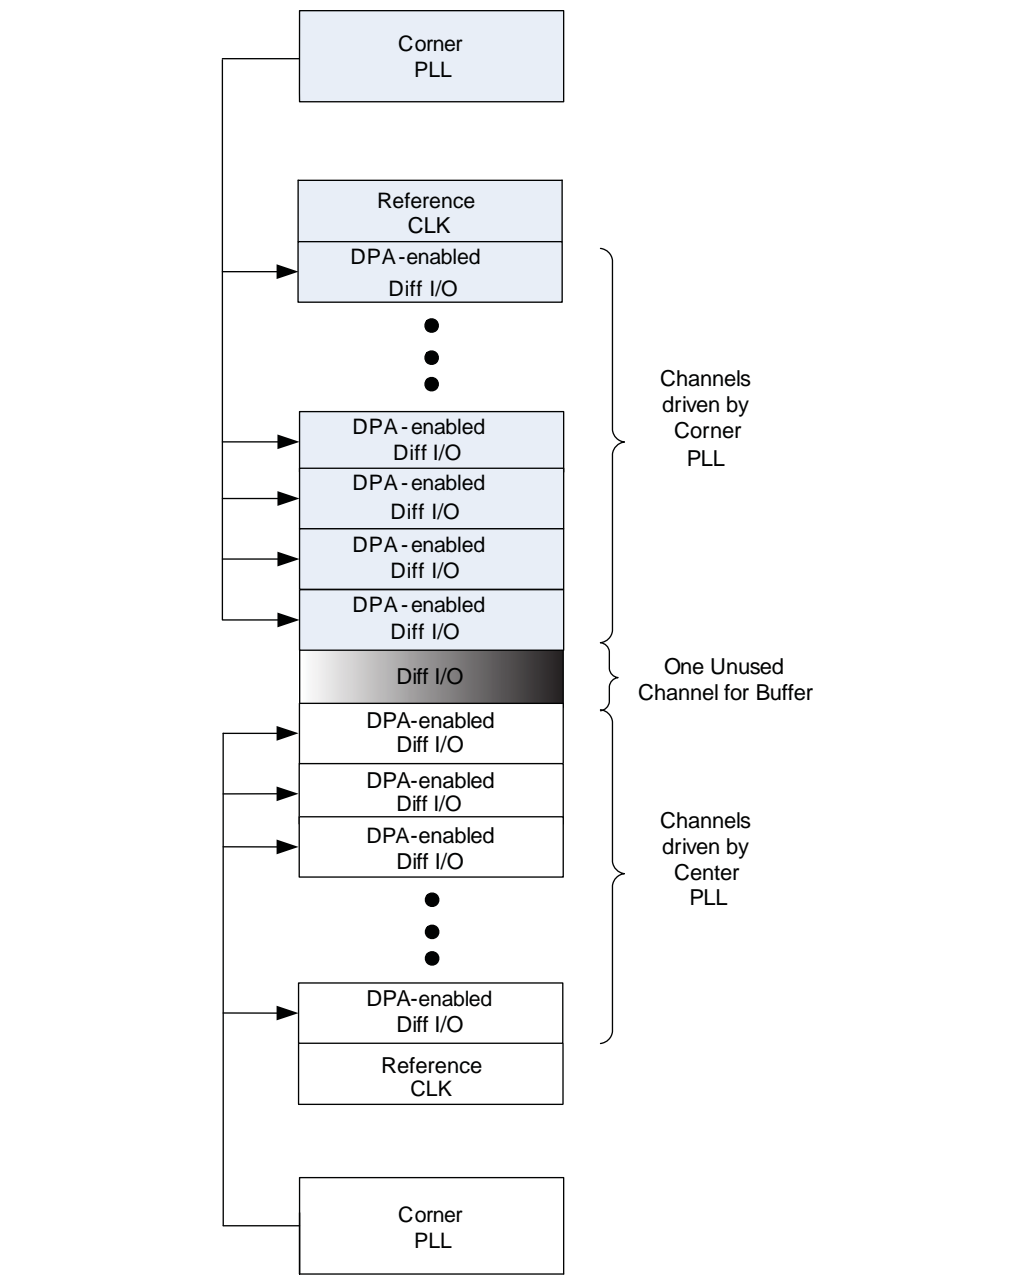 Corner
PLL
Reference
CLK
DPA-enabled
Diff I/O
DPA-enabled
Diff I/O
DPA-enabled
Diff I/O
DPA-enabled
Diff I/O
DPA-enabled
Diff I/O
Channels
driven by
Corner
PLL
Diff I/O
One Unused
Channel for Buffer
DPA-enabled
Diff I/O
DPA-enabled
Diff I/O
DPA-enabled
Diff I/O
Channels
driven by
Center
PLL
DPA-enabled
Diff I/O
Reference
CLK
Corner
PLL